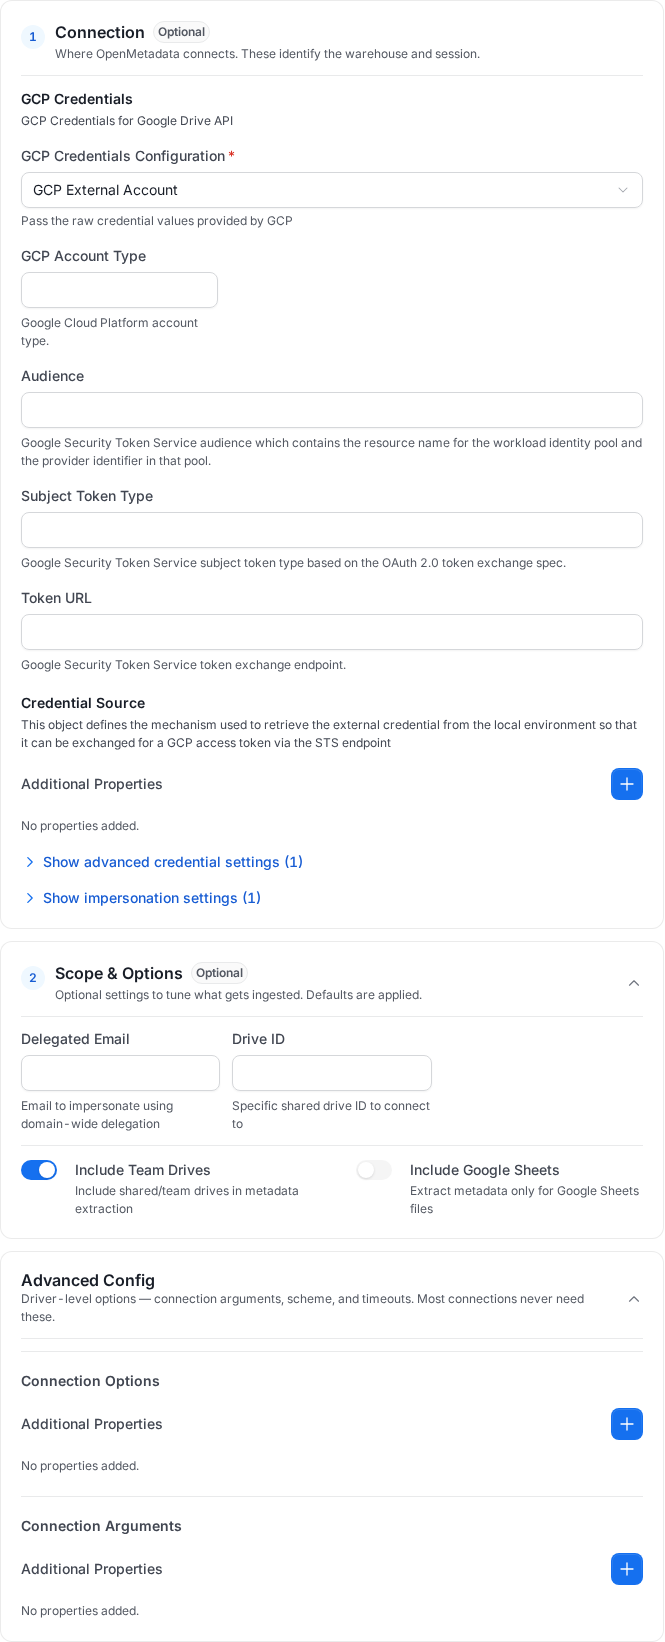 1
Connection
Optional
Where OpenMetadata connects. These identify the warehouse and session.
GCP Credentials
GCP Credentials for Google Drive API
GCP Credentials Configuration *
GCP External Account
Pass the raw credential values provided by GCP
GCP Account Type
Google Cloud Platform account
type.
Audience
Google Security Token Service audience which contains the resource name for the workload identity pool and
the provider identifier in that pool.
Subject Token Type
Google Security Token Service subject token type based on the OAuth 2.0 token exchange spec.
Token URL
Google Security Token Service token exchange endpoint.
Credential Source
This object defines the mechanism used to retrieve the external credential from the local environment so that
it can be exchanged for a GCP access token via the STS endpoint
Additional Properties
No properties added.
Show advanced credential settings (1)
Show impersonation settings (1)
2
Scope & Options
Optional
Optional settings to tune what gets ingested. Defaults are applied.
Delegated Email
Email to impersonate using
domain-wide delegation
Drive ID
Specific shared drive ID to connect
to
Include Team Drives
Include shared/team drives in metadata
extraction
Include Google Sheets
Extract metadata only for Google Sheets
files
Advanced Config
Driver-level options — connection arguments, scheme, and timeouts. Most connections never need
these.
Connection Options
Additional Properties
No properties added.
Connection Arguments
Additional Properties
No properties added.